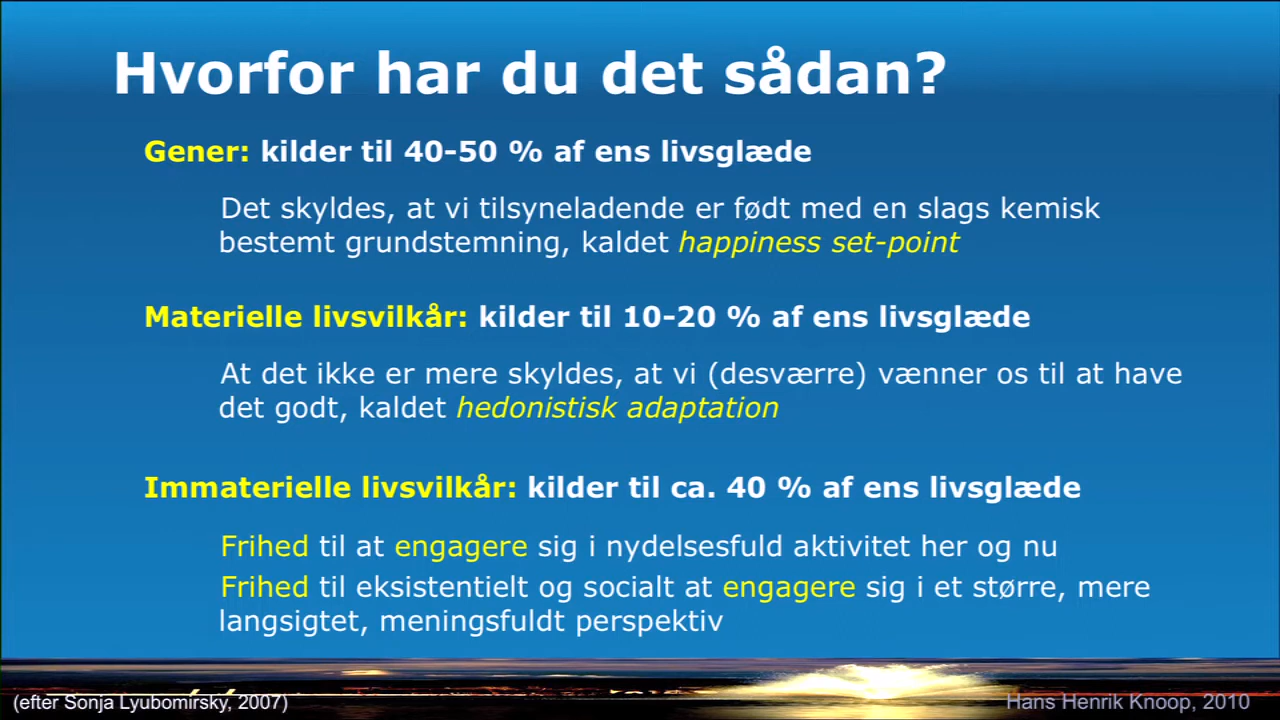 Hvorfor har du det sådan?
Gener: kilder til 40-50 % af ens livsglæde
Det skyldes, at vi tilsyneladende er født med en slags kemisk
bestemt grundstemning, kaldet happiness set-point
Materielle livsvilkår: kilder til 10-20 % af ens livsglæde
At det ikke er mere skyldes, at vi (desværre) vænner os til at have
det godt, kaldet hedonistisk adaptation
Immaterielle livsvilkår: kilder til ca. 40 % af ens livsglæde
Frihed til at engagere sig i nydelsesfuld aktivitet her og nu
Frihed til eksistentielt og socialt at engagere sig i et større, mere
langsigtet, meningsfuldt perspektiv
(efter Sonja Lyubomirsky, 2007)
Hans Henrik Knoop, 2010